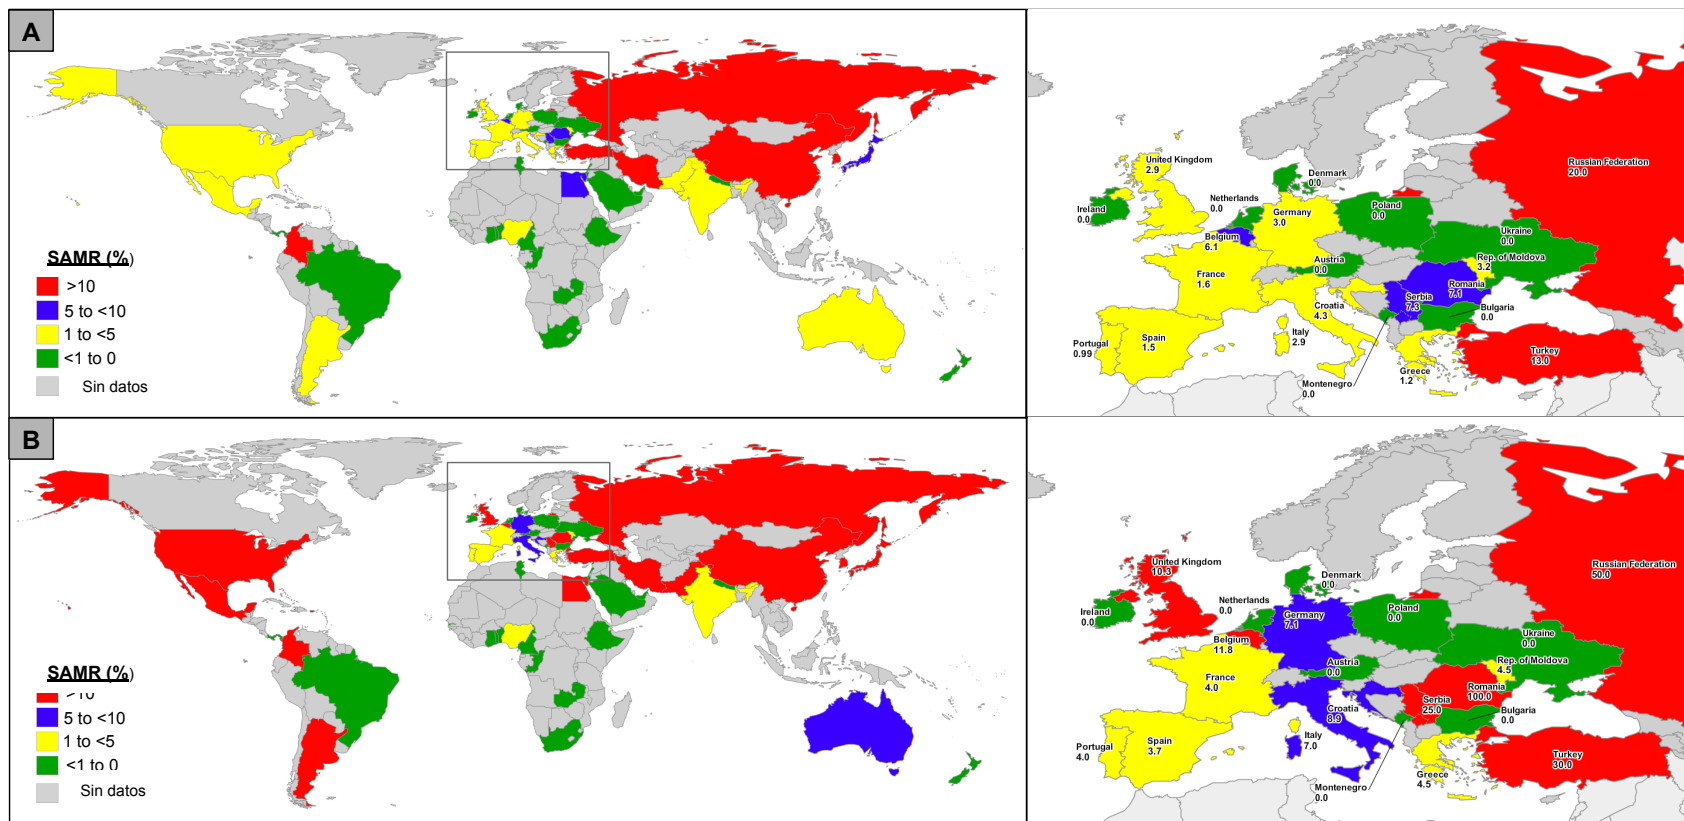 A
SAMR (%)
>10
5 to <10
1 to <5
<1 to 0
Sin datos
Russian Federation
20.0
United Kingdom
2.9
Denmark
0.0
Netherlands
0.0
Ireland
0.0
Germany
3.0
Poland
0.0
Ukraine
0.0
Belgium
6.1
Rep. of Moldova
3.2
Austria
0.0
France
1.6
Romania
7.1
Serbia
7.3
Croatia
4.3
Bulgaria
0.0
Italy
2.9
Spain
1.5
Portugal
0.99
Turkey
13.0
Greece
1.2
Montenegro
0.0
B
SAMR (%)
>10
5 to <10
1 to <5
<1 to 0
Sin datos
United Kingdom
10.3
Russian Federation
50.0
Denmark
0.0
Netherlands
0.0
Ireland
0.0
Germany
7.1
Poland
0.0
Ukraine
0.0
Belgium
11.8
Rep. of Moldova
4.5
Austria
0.0
France
4.0
Romania
100.0
Serbia
25.0
Croatia
8.9
Bulgaria
0.0
Italy
7.0
Spain
3.7
Portugal
4.0
Turkey
30.0
Greece
4.5
Montenegro
0.0